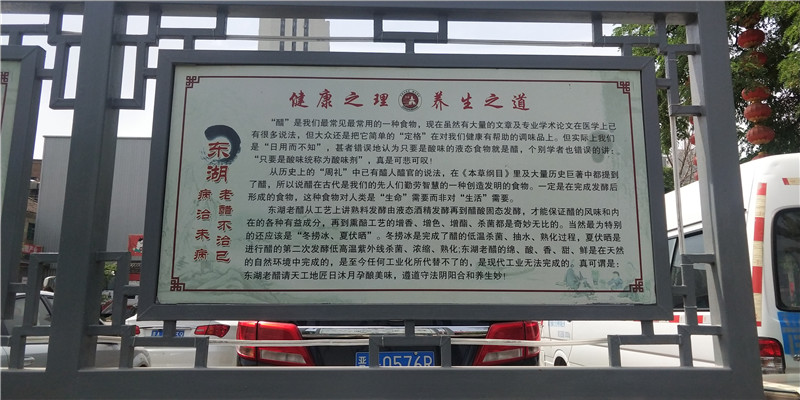 健康之理 养生之道
“醋”是我们最常见最常用的一种食物，现在虽然有大量的文章及专业学术论文在医学上已
有很多说法，但大众还是把它简单的“定格”在对我们健康有帮助的调味品上。但实际上我们
是“日用而不知”，甚者错误地认为只要是酸味的液态食物就是醋，个别学者也错误的讲：
“只要是酸味统称为酸味剂”，真是可悲可叹！
从历史上的“周礼”中已有醯人醯官的说法，在《本草纲目》里及大量历史巨著中都提到
了醋，所以说醋在古代是我们的先人们勤劳智慧的一种创造发明的食物。一定是在完成发酵后
形成的食物，这种食物对人类是“生命”需要而非对“生活”需要。
东湖老醋从工艺上讲熟料发酵由液态酒精发酵再到醋酸固态发酵，才能保证醋的风味和内
在的各种有益成分，再到熏醅工艺的增香、增色、增酯、杀菌都是奇妙无比的。当然最为特别
的还应该是“冬捞冰、夏伏晒”。冬捞冰是完成了醋的低温杀菌、抽水、熟化过程，夏伏晒是
进行醋的第二次发酵低高温紫外线杀菌、浓缩、熟化；东湖老醋的绵、酸、香、甜、鲜是在天然
的自然环境中完成的，是至今任何工业化所代替不了的，是现代工业无法完成的。真可谓是：
东湖老醋请天工地匠日沐月孕酿美味，遵道守法阴阳合和养生妙！
东湖
老醋不治已
病治未病
0576R